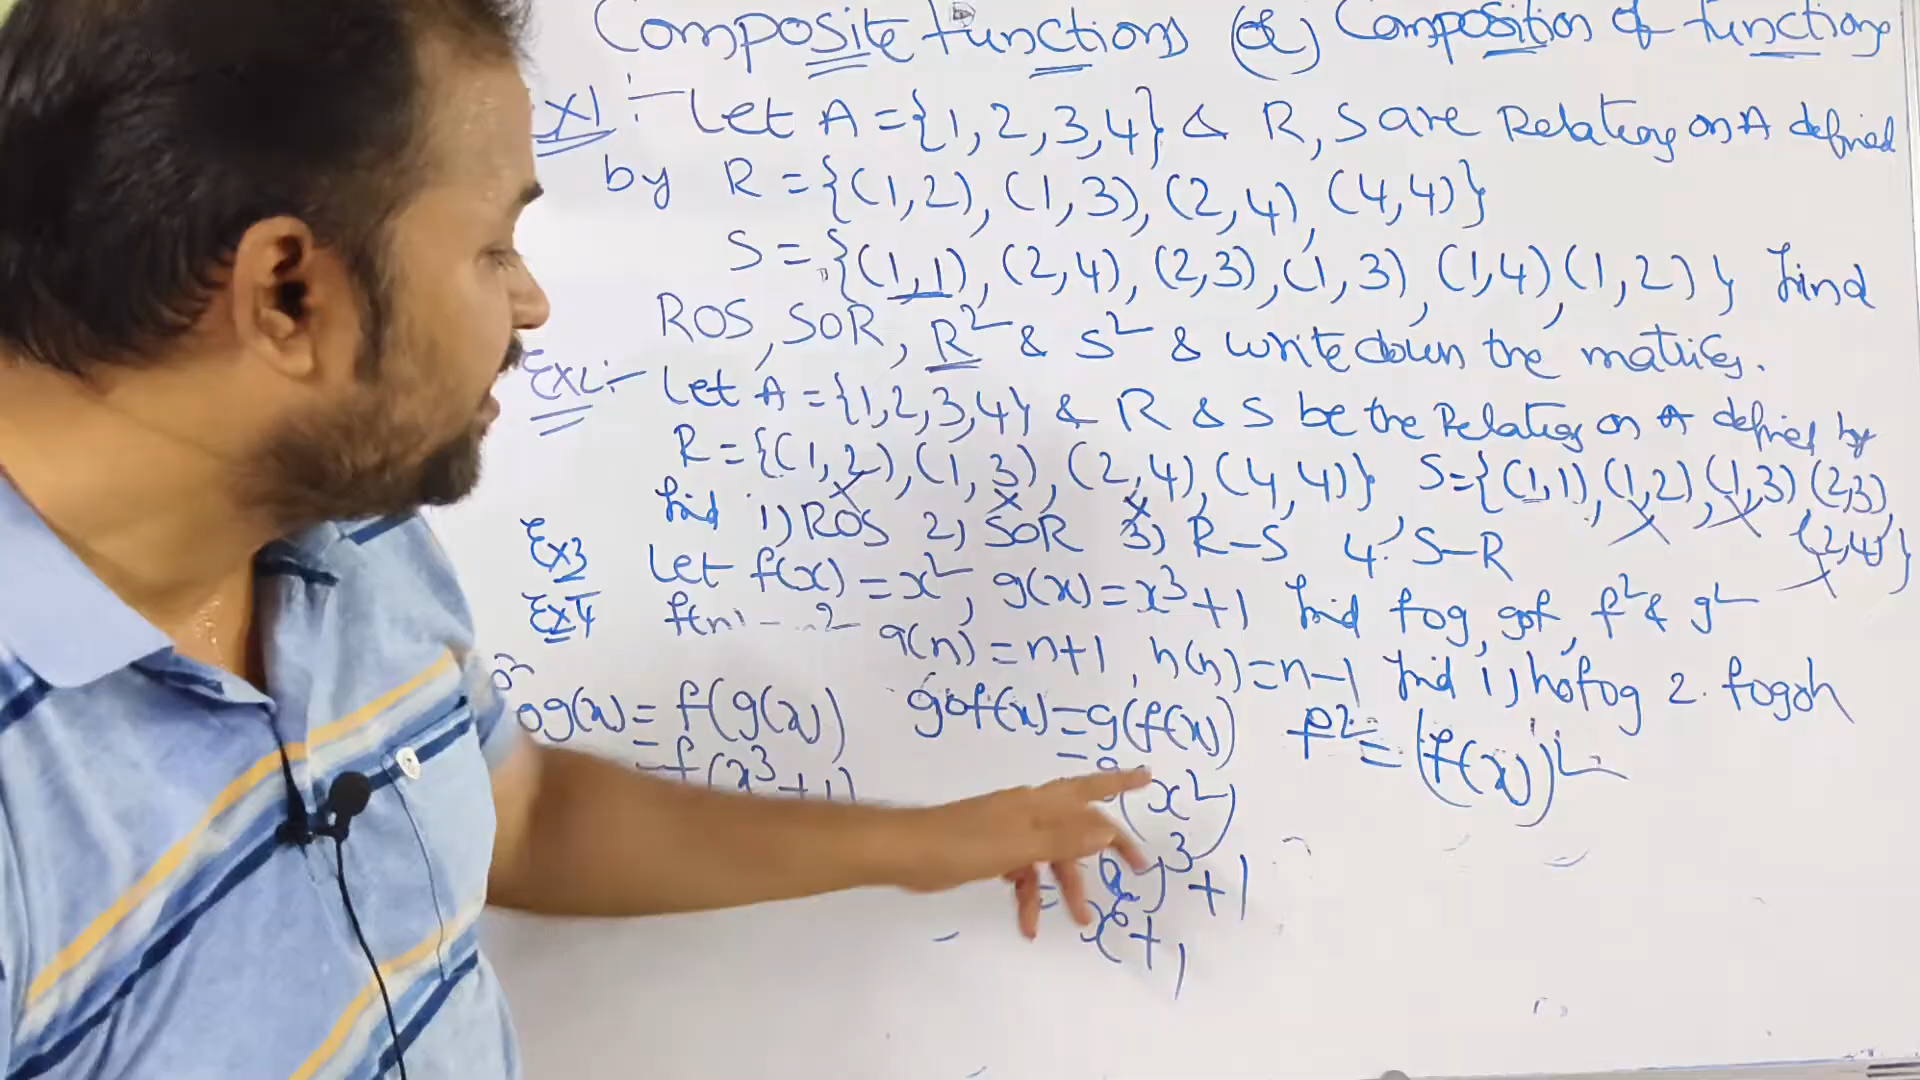 Composite Functions (or) Composition of functions
Ex1:- Let A = {1, 2, 3, 4} & R, S are Relations on A defined
by R = {(1,2), (1,3), (2,4), (4,4)}
S = {(1,1), (2,4), (2,3), (1,3), (1,4) (1,2)} find
ROS, SOR, R² & S² & write down the matrices.
Ex2:- Let A = {1,2,3,4} & R & S be the Relations on A defined by
R = {(1,2), (1,3), (2,4), (4,4)} S = {(1,1), (1,2), (1,3) (2,3), (2,4)}
find 1) ROS 2) SOR 3) R-S 4. S-R
Ex3 Let f(x) = x², g(x) = x³+1 find fog, gof, f² & g²
Ex4 f(n) = n² g(n) = n+1, h(n) = n-1 find 1) hofog 2. fogoh
og(x) = f(g(x)) gof(x) = g(f(x)) f² = (f(x))²
= f(x³+1) = g(x²)
= )³+1
x⁶+1